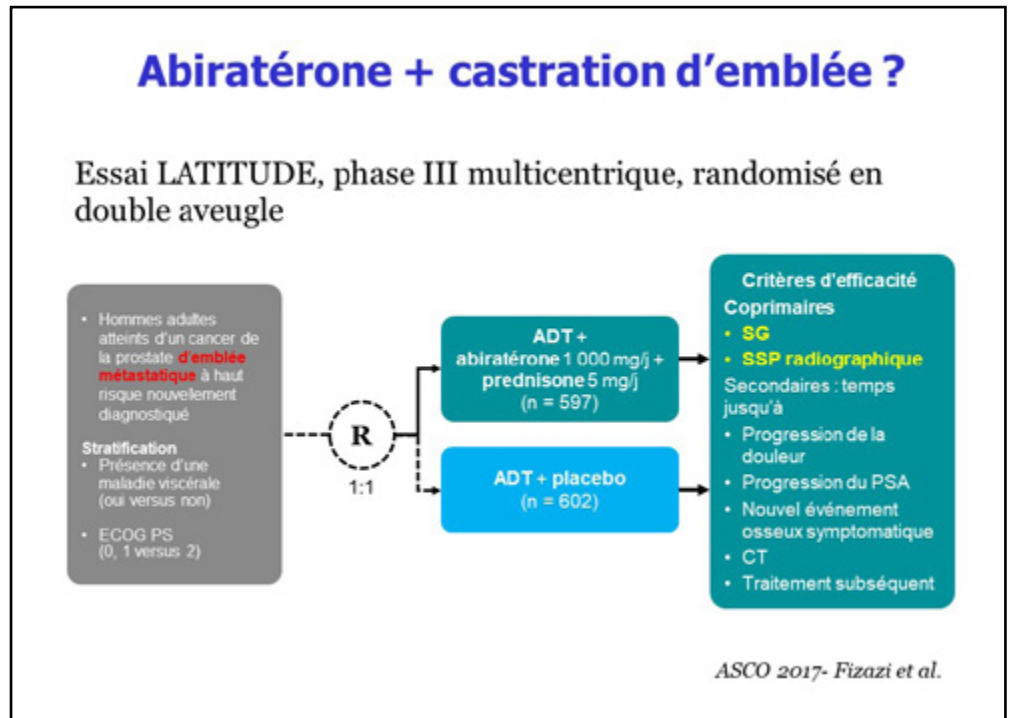 Abiratérone + castration d'emblée ?
Essai LATITUDE, phase III multicentrique, randomisé en
double aveugle
• Hommes adultes
atteints d'un cancer de
la prostate d'emblée
métastatique à haut
risque nouvellement
diagnostiqué
Stratification
• Présence d'une
maladie viscérale
(oui versus non)
• ECOG PS
(0, 1 versus 2)
R
1:1
ADT +
abiratérone 1 000 mg/j +
prednisone 5 mg/j
(n = 597)
ADT + placebo
(n = 602)
Critères d'efficacité
Coprimaires
• SG
• SSP radiographique
Secondaires : temps
jusqu'à
• Progression de la
douleur
• Progression du PSA
• Nouvel événement
osseux symptomatique
• CT
• Traitement subséquent
ASCO 2017- Fizazi et al.